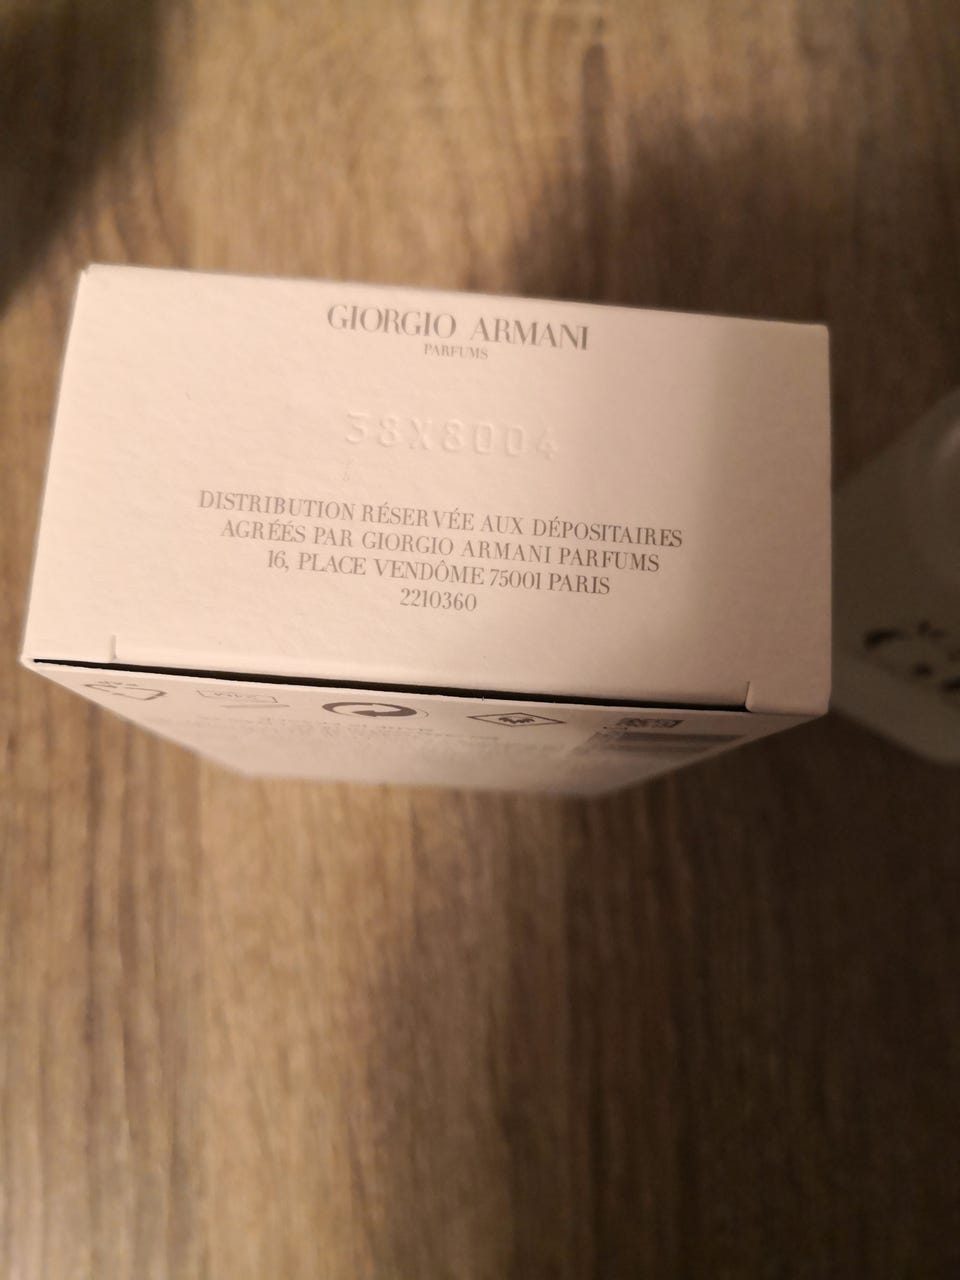 GIORGIO ARMANI
PARFUMS
38X8004
DISTRIBUTION RÉSERVÉE AUX DÉPOSITAIRES
AGRÉÉS PAR GIORGIO ARMANI PARFUMS
16, PLACE VENDÔME 75001 PARIS
2210360